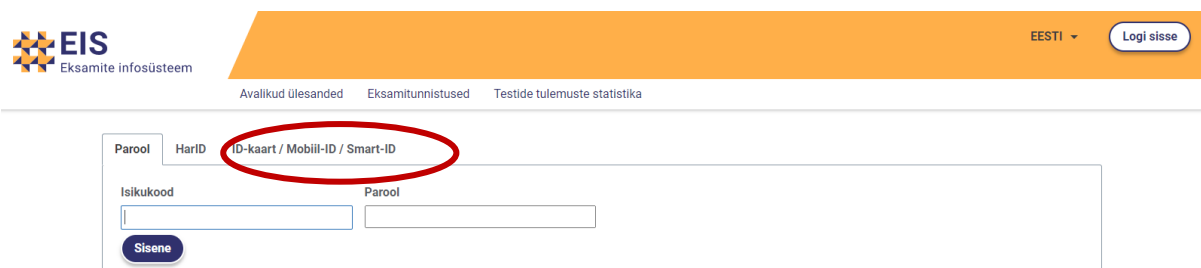 EIS
Eksamite infosüsteem
EESTI
Logi sisse
Avalikud ülesanded Eksamitunnistused Testide tulemuste statistika
Parool HarID ID-kaart / Mobiil-ID / Smart-ID
Isikukood Parool
Sisene